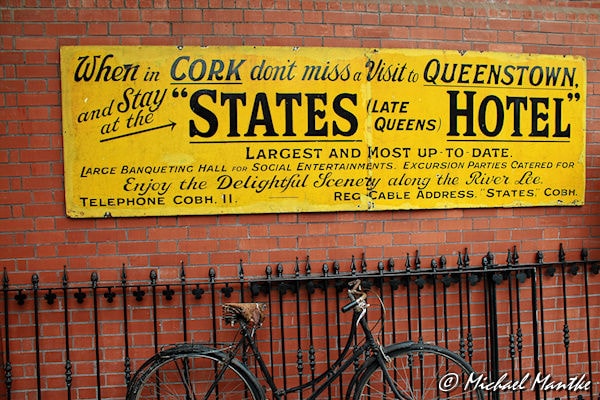 When in CORK don't miss a Visit to QUEENSTOWN,
and Stay at the "STATES (LATE QUEENS) HOTEL"
LARGEST AND MOST UP-TO-DATE.
LARGE BANQUETING HALL FOR SOCIAL ENTERTAINMENTS. EXCURSION PARTIES CATERED FOR
Enjoy the Delightful Scenery along the River Lee.
TELEPHONE COBH. 11. REG CABLE ADDRESS, "STATES," COBH.
© Michael Mantke